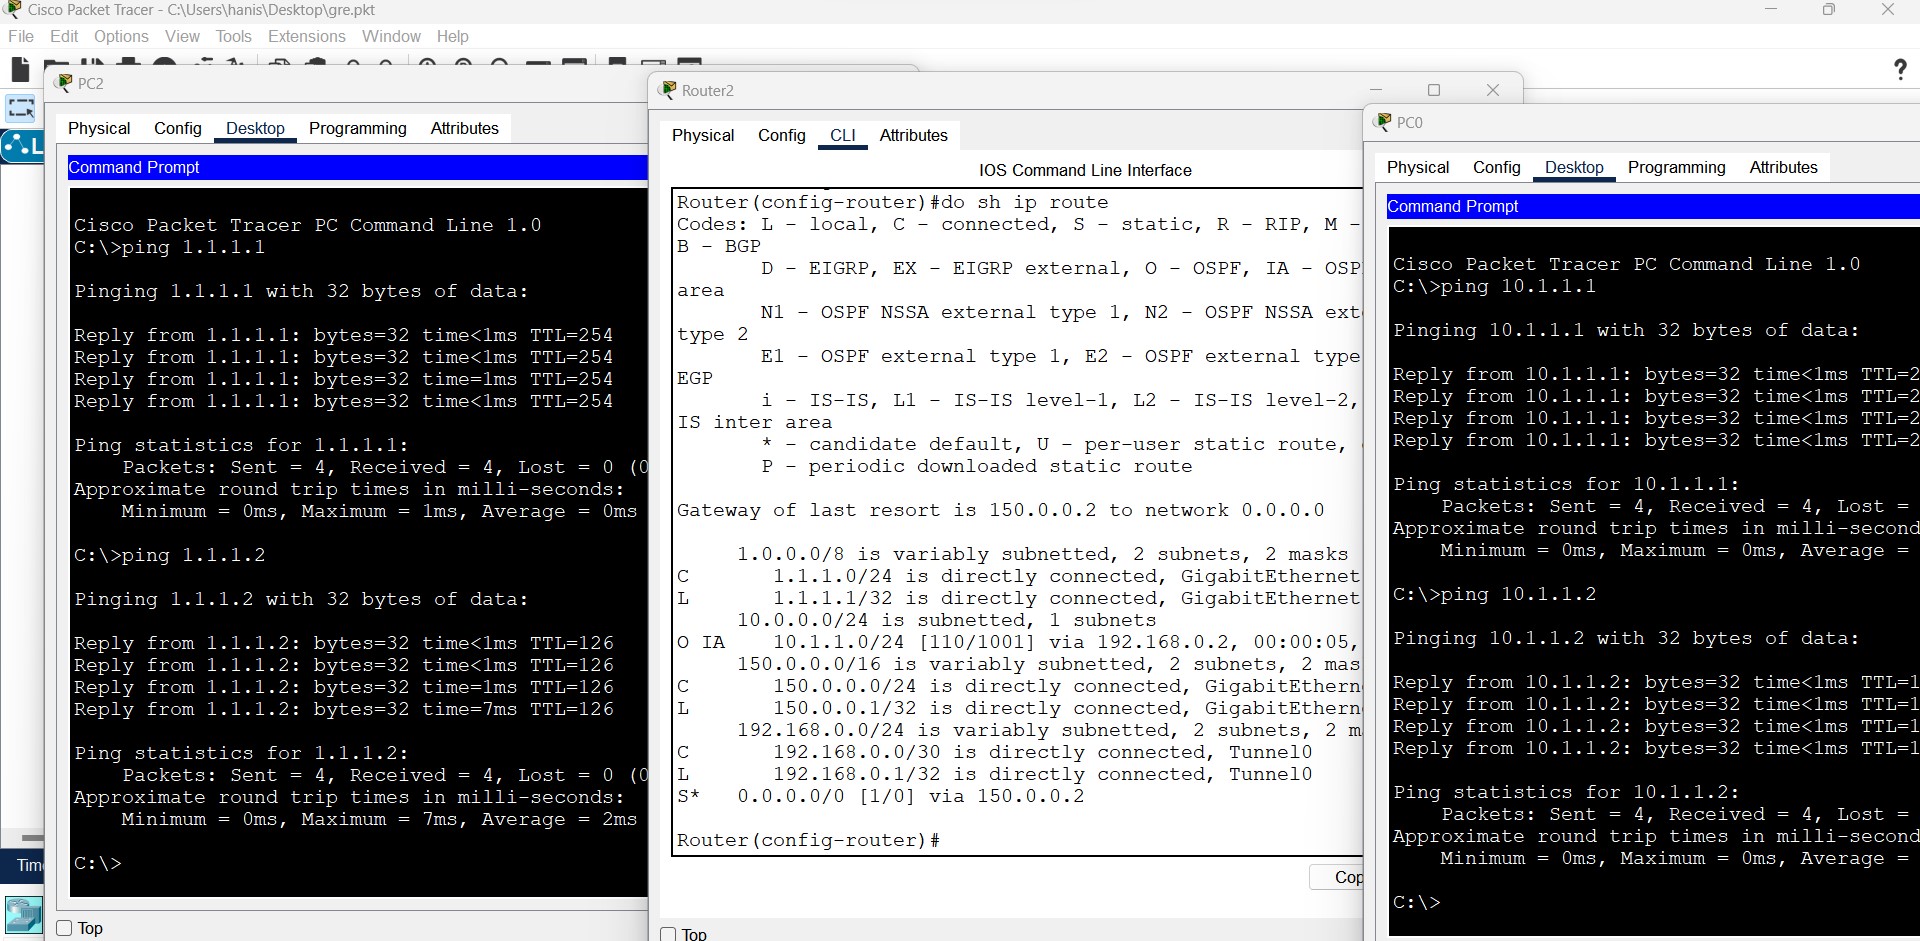 Cisco Packet Tracer - C:\Users\hanis\Desktop\gre.pkt
File Edit Options View Tools Extensions Window Help
?
PC2
Physical Config Desktop Programming Attributes
Command Prompt
Cisco Packet Tracer PC Command Line 1.0
C:\>ping 1.1.1.1
Pinging 1.1.1.1 with 32 bytes of data:
Reply from 1.1.1.1: bytes=32 time<1ms TTL=254
Reply from 1.1.1.1: bytes=32 time<1ms TTL=254
Reply from 1.1.1.1: bytes=32 time=1ms TTL=254
Reply from 1.1.1.1: bytes=32 time<1ms TTL=254
Ping statistics for 1.1.1.1:
Packets: Sent = 4, Received = 4, Lost = 0 (0
Approximate round trip times in milli-seconds:
Minimum = 0ms, Maximum = 1ms, Average = 0ms
C:\>ping 1.1.1.2
Pinging 1.1.1.2 with 32 bytes of data:
Reply from 1.1.1.2: bytes=32 time<1ms TTL=126
Reply from 1.1.1.2: bytes=32 time<1ms TTL=126
Reply from 1.1.1.2: bytes=32 time=1ms TTL=126
Reply from 1.1.1.2: bytes=32 time=7ms TTL=126
Ping statistics for 1.1.1.2:
Packets: Sent = 4, Received = 4, Lost = 0 (0
Approximate round trip times in milli-seconds:
Minimum = 0ms, Maximum = 7ms, Average = 2ms
C:\>
Top
Router2
Physical Config CLI Attributes
IOS Command Line Interface
Router(config-router)#do sh ip route
Codes: L - local, C - connected, S - static, R - RIP, M -
B - BGP
D - EIGRP, EX - EIGRP external, O - OSPF, IA - OSP
area
N1 - OSPF NSSA external type 1, N2 - OSPF NSSA ext
type 2
E1 - OSPF external type 1, E2 - OSPF external type
EGP
i - IS-IS, L1 - IS-IS level-1, L2 - IS-IS level-2,
IS inter area
* - candidate default, U - per-user static route,
P - periodic downloaded static route
Gateway of last resort is 150.0.0.2 to network 0.0.0.0
1.0.0.0/8 is variably subnetted, 2 subnets, 2 masks
C 1.1.1.0/24 is directly connected, GigabitEthernet
L 1.1.1.1/32 is directly connected, GigabitEthernet
10.0.0.0/24 is subnetted, 1 subnets
O IA 10.1.1.0/24 [110/1001] via 192.168.0.2, 00:00:05,
150.0.0.0/16 is variably subnetted, 2 subnets, 2 mas
C 150.0.0.0/24 is directly connected, GigabitEthern
L 150.0.0.1/32 is directly connected, GigabitEthern
192.168.0.0/24 is variably subnetted, 2 subnets, 2 m
C 192.168.0.0/30 is directly connected, Tunnel0
L 192.168.0.1/32 is directly connected, Tunnel0
S* 0.0.0.0/0 [1/0] via 150.0.0.2
Router(config-router)#
Cop
Top
PC0
Physical Config Desktop Programming Attributes
Command Prompt
Cisco Packet Tracer PC Command Line 1.0
C:\>ping 10.1.1.1
Pinging 10.1.1.1 with 32 bytes of data:
Reply from 10.1.1.1: bytes=32 time<1ms TTL=2
Reply from 10.1.1.1: bytes=32 time<1ms TTL=2
Reply from 10.1.1.1: bytes=32 time<1ms TTL=2
Reply from 10.1.1.1: bytes=32 time<1ms TTL=2
Ping statistics for 10.1.1.1:
Packets: Sent = 4, Received = 4, Lost =
Approximate round trip times in milli-second
Minimum = 0ms, Maximum = 0ms, Average =
C:\>ping 10.1.1.2
Pinging 10.1.1.2 with 32 bytes of data:
Reply from 10.1.1.2: bytes=32 time<1ms TTL=1
Reply from 10.1.1.2: bytes=32 time<1ms TTL=1
Reply from 10.1.1.2: bytes=32 time<1ms TTL=1
Reply from 10.1.1.2: bytes=32 time<1ms TTL=1
Ping statistics for 10.1.1.2:
Packets: Sent = 4, Received = 4, Lost =
Approximate round trip times in milli-second
Minimum = 0ms, Maximum = 0ms, Average =
C:\>
L
Tim